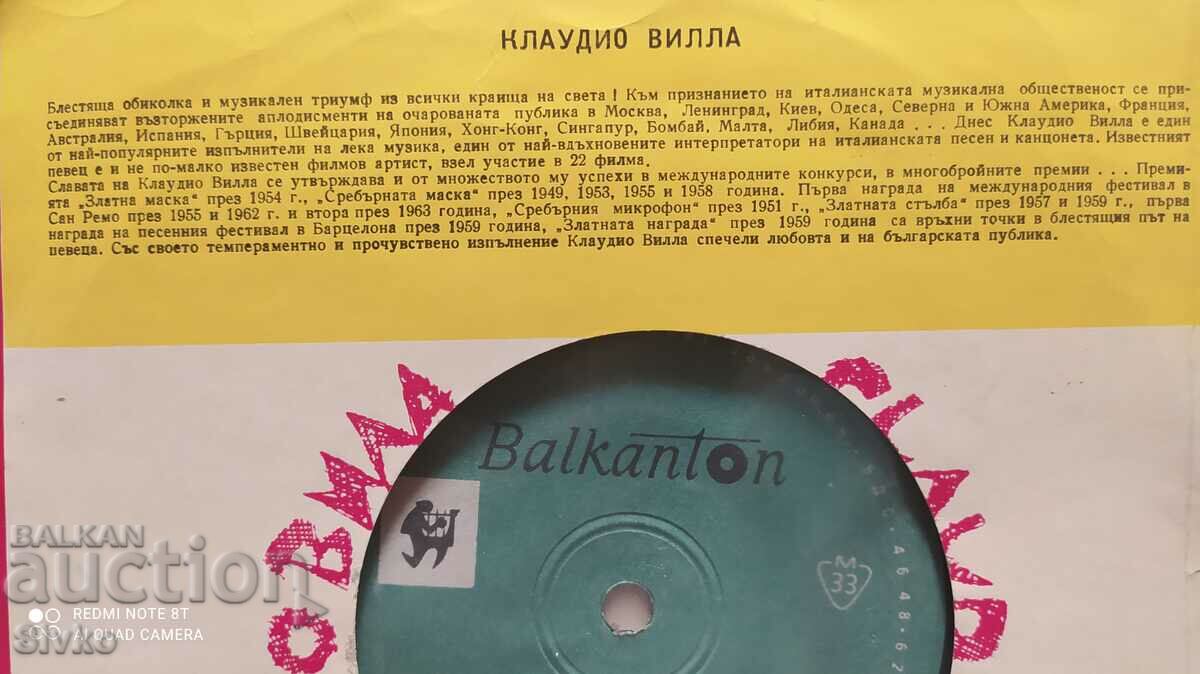 КЛАУДИО ВИЛЛА
Блестяща обиколка и музикален триумф из всички краища на света! Към признанието на италианската музикална общественост се при-
съединяват възторжените аплодисменти на очарованата публика в Москва, Ленинград, Киев, Одеса, Северна и Южна Америка, Франция,
Австралия, Испания, Гърция, Швейцария, Япония, Хонг-Конг, Сингапур, Бомбай, Малта, Либия, Канада . . . Днес Клаудио Вилла е един
от най-популярните изпълнители на лека музика, един от най-вдъхновените интерпретатори на италианската песен и канцонета. Известният
певец е и не по-малко известен филмов артист, взел участие в 22 филма.
Славата на Клаудио Вилла се утвърждава и от множеството му успехи в международните конкурси, в многобройните премии . . . Преми-
ята „Златна маска" през 1954 г., „Сребърната маска" през 1949, 1953, 1955 и 1958 година. Първа награда на международния фестивал в
Сан Ремо през 1955 и 1962 г. и втора през 1963 година, „Сребърния микрофон" през 1951 г., „Златната стълба" през 1957 и 1959 г., първа
награда на песенния фестивал в Барцелона през 1959 година, „Златната награда" през 1959 година са връхни точки в блестящия път на
певеца. Със своето темпераментно и прочувствено изпълнение Клаудио Вилла спечели любовта и на българската публика.
CLAUD
Balkanton
M
33
4648-62
BALKAN
auction
REDMI NOTE 8T
AI QUAD CAMERA
Sivko